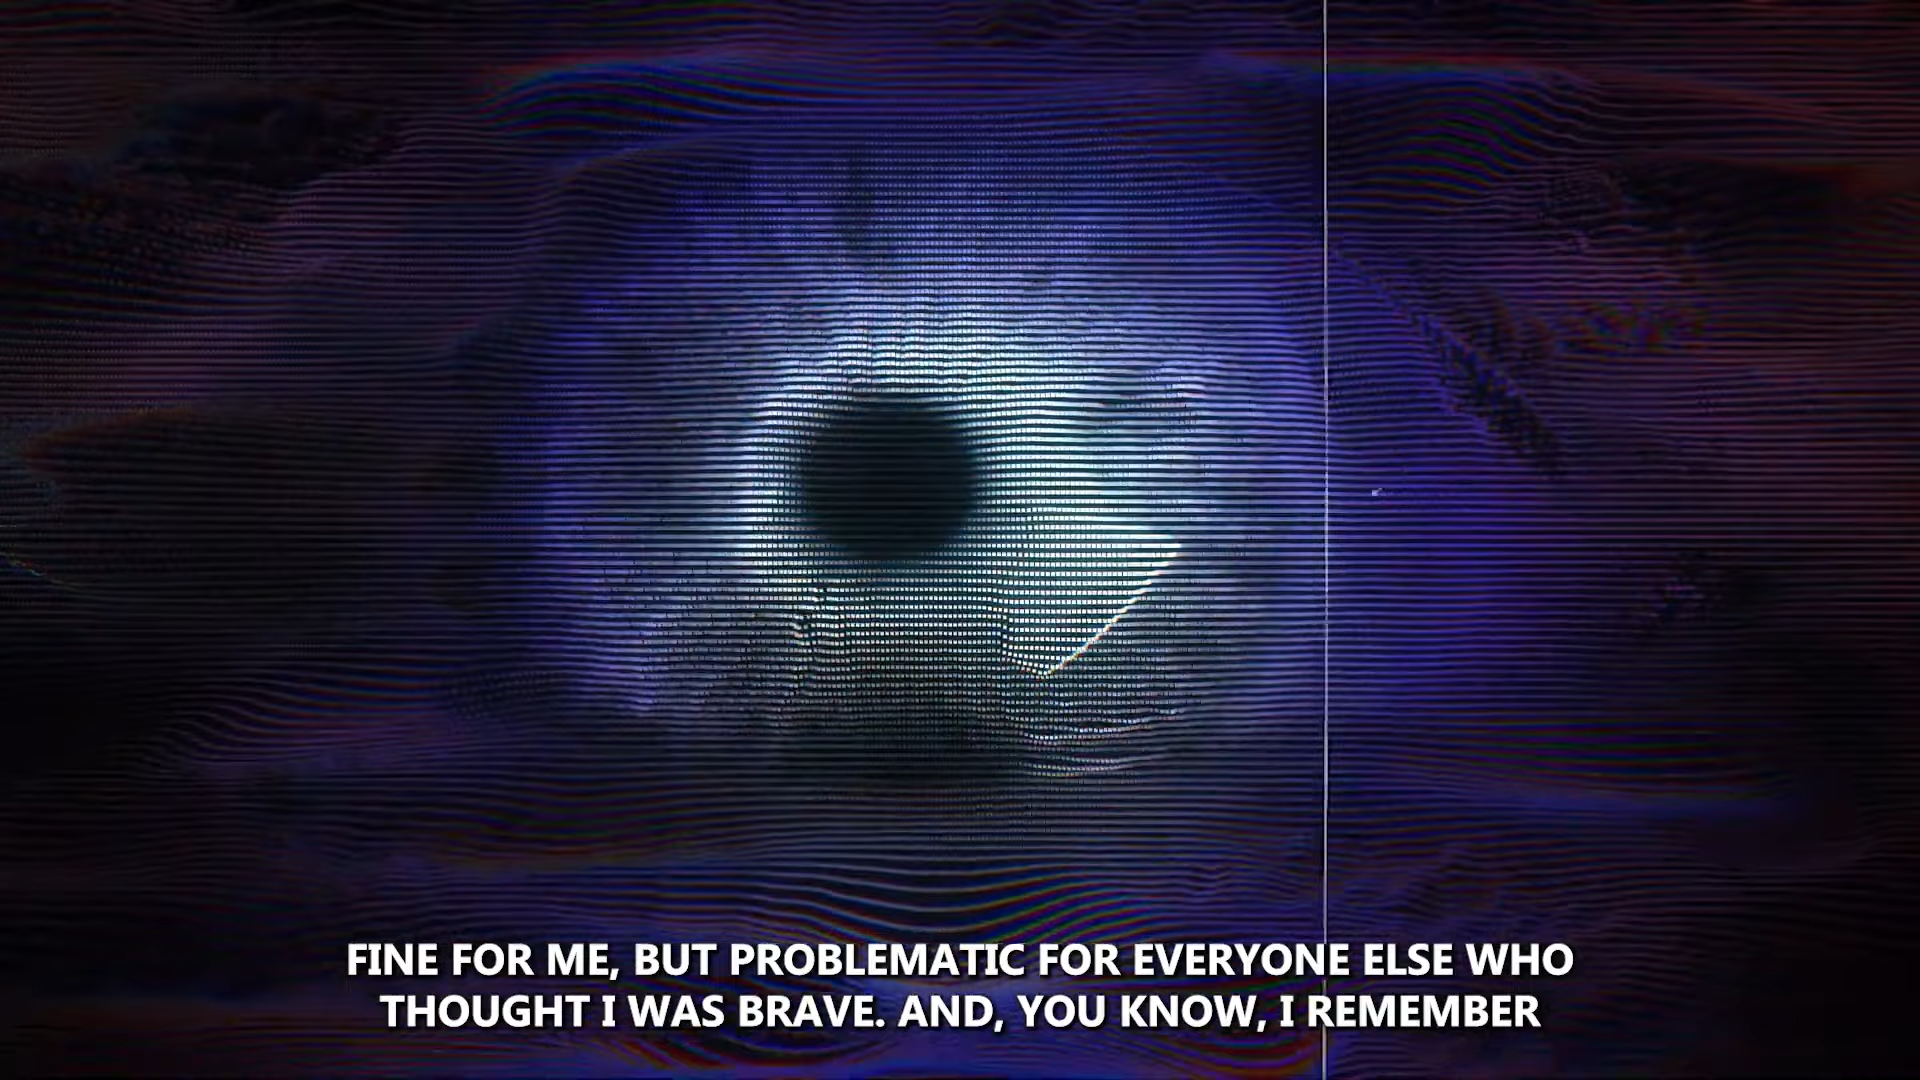 FINE FOR ME, BUT PROBLEMATIC FOR EVERYONE ELSE WHO
THOUGHT I WAS BRAVE. AND, YOU KNOW, I REMEMBER